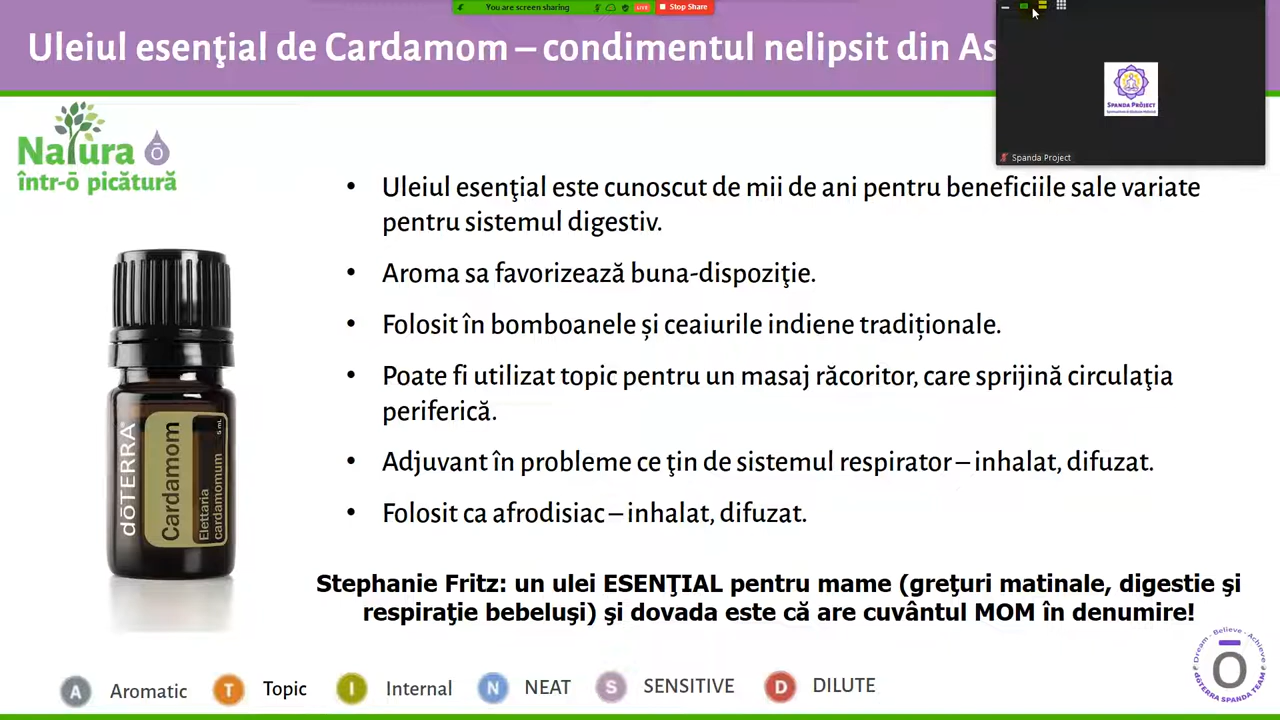 You are screen sharing
LIVE
Stop Share
Uleiul esenţial de Cardamom – condimentul nelipsit din As
SPANDA PROJECT
Spanda Project
Natura ō
într-ō picătură
• Uleiul esenţial este cunoscut de mii de ani pentru beneficiile sale variate
pentru sistemul digestiv.
• Aroma sa favorizează buna-dispoziţie.
• Folosit în bomboanele și ceaiurile indiene tradiționale.
• Poate fi utilizat topic pentru un masaj răcoritor, care sprijină circulaţia
periferică.
• Adjuvant în probleme ce ţin de sistemul respirator – inhalat, difuzat.
• Folosit ca afrodisiac – inhalat, difuzat.
dōTERRA®
Cardamom
Elettaria
cardamomum
5 mL
Stephanie Fritz: un ulei ESENŢIAL pentru mame (greţuri matinale, digestie şi
respiraţie bebeluşi) şi dovada este că are cuvântul MOM în denumire!
A Aromatic T Topic I Internal N NEAT S SENSITIVE D DILUTE
Dream - Believe - Achieve
Ō
dōTERRA SPANDA TEAM